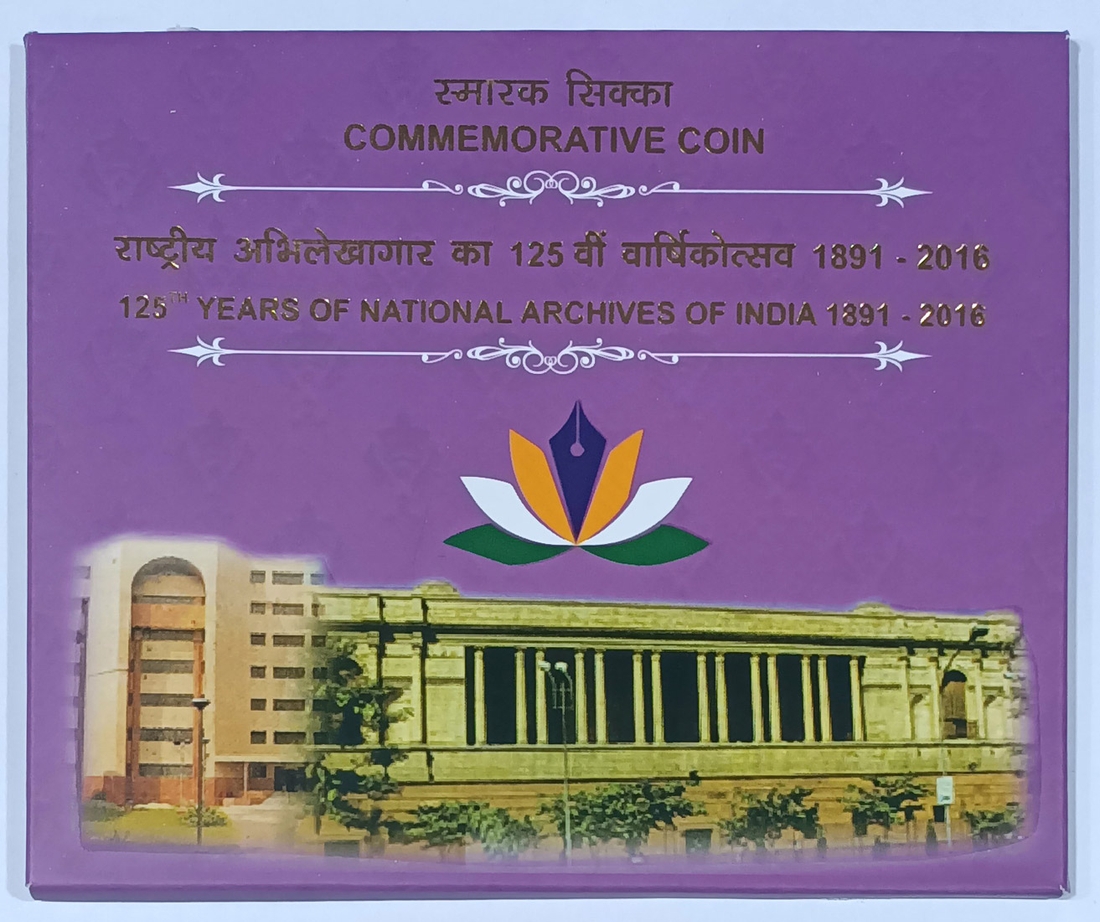 स्मारक सिक्का
COMMEMORATIVE COIN
राष्ट्रीय अभिलेखागार का 125 वीं वार्षिकोत्सव 1891 - 2016
125TH YEARS OF NATIONAL ARCHIVES OF INDIA 1891 - 2016